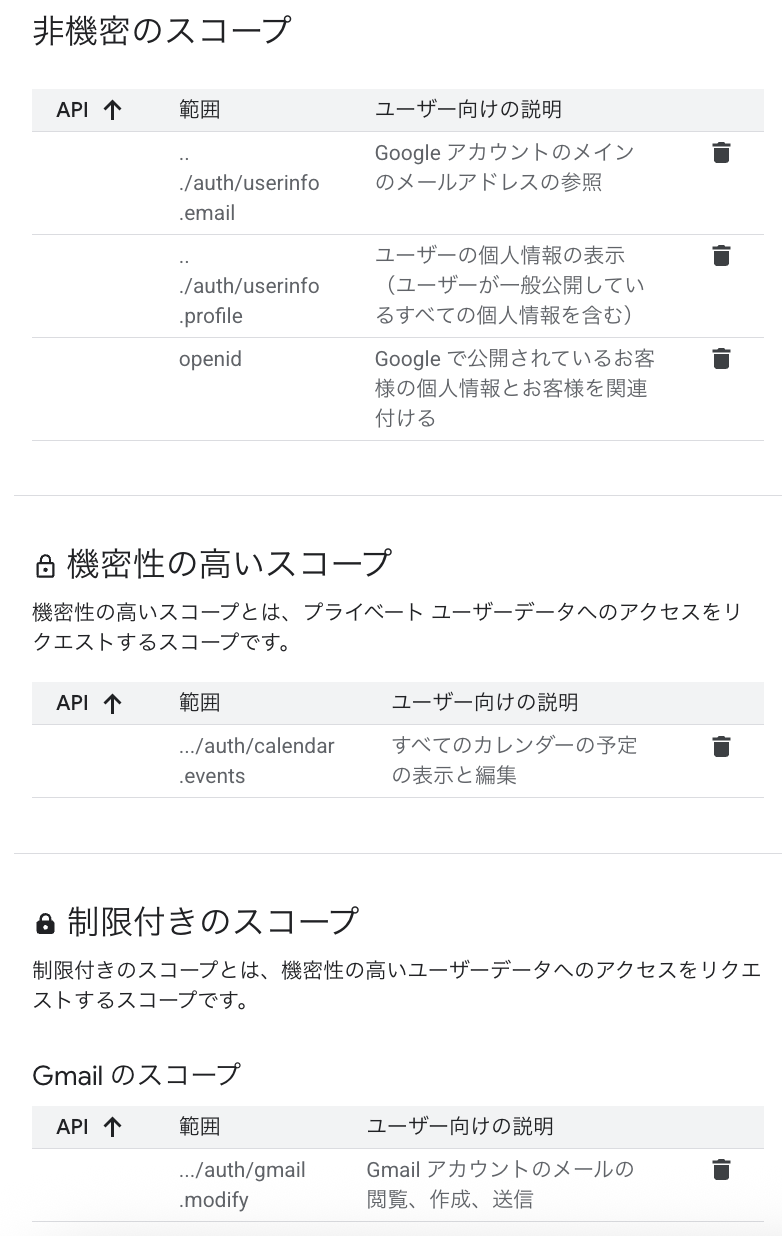 非機密のスコープ
API ↑ 範囲 ユーザー向けの説明
.. Google アカウントのメイン
./auth/userinfo のメールアドレスの参照
.email
.. ユーザーの個人情報の表示
./auth/userinfo （ユーザーが一般公開してい
.profile るすべての個人情報を含む）
openid Google で公開されているお客
様の個人情報とお客様を関連
付ける
機密性の高いスコープ
機密性の高いスコープとは、プライベート ユーザーデータへのアクセスをリ
クエストするスコープです。
API ↑ 範囲 ユーザー向けの説明
.../auth/calendar すべてのカレンダーの予定
.events の表示と編集
制限付きのスコープ
制限付きのスコープとは、機密性の高いユーザーデータへのアクセスをリクエ
ストするスコープです。
Gmail のスコープ
API ↑ 範囲 ユーザー向けの説明
.../auth/gmail Gmail アカウントのメールの
.modify 閲覧、作成、送信